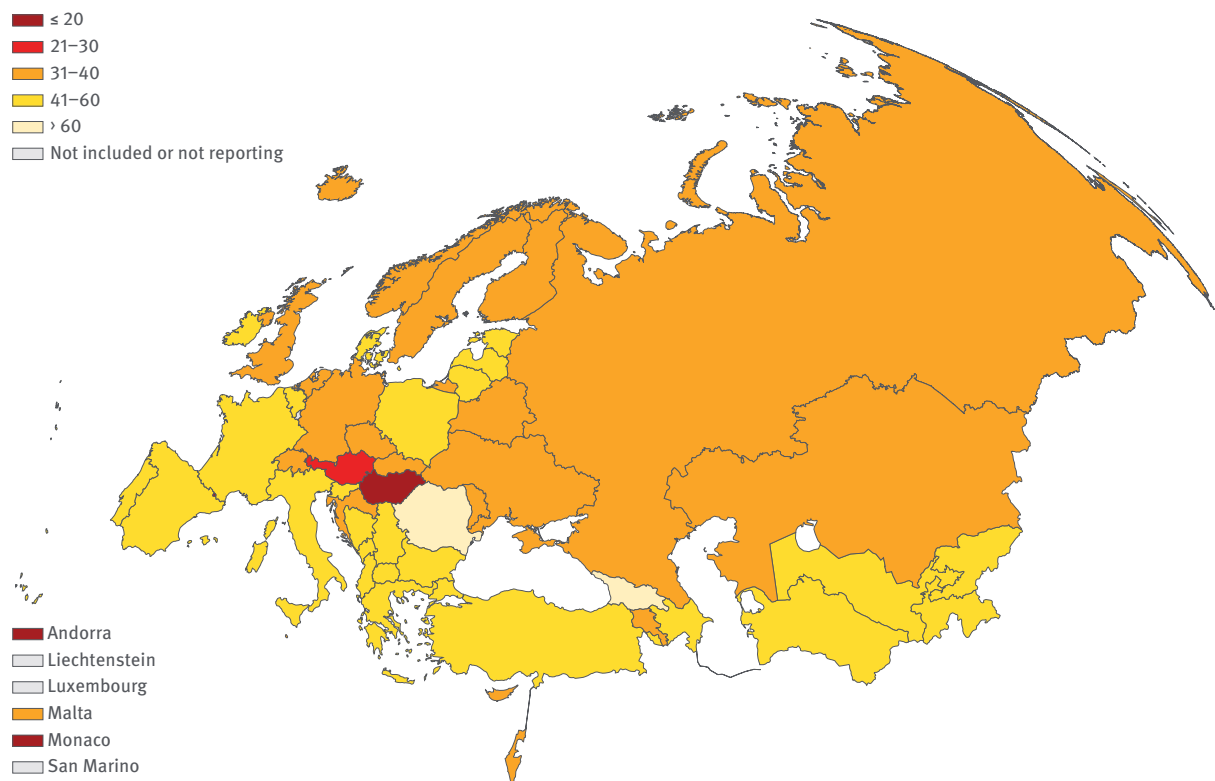 ≤ 20
21–30
31–40
41–60
› 60
Not included or not reporting
Andorra
Liechtenstein
Luxembourg
Malta
Monaco
San Marino